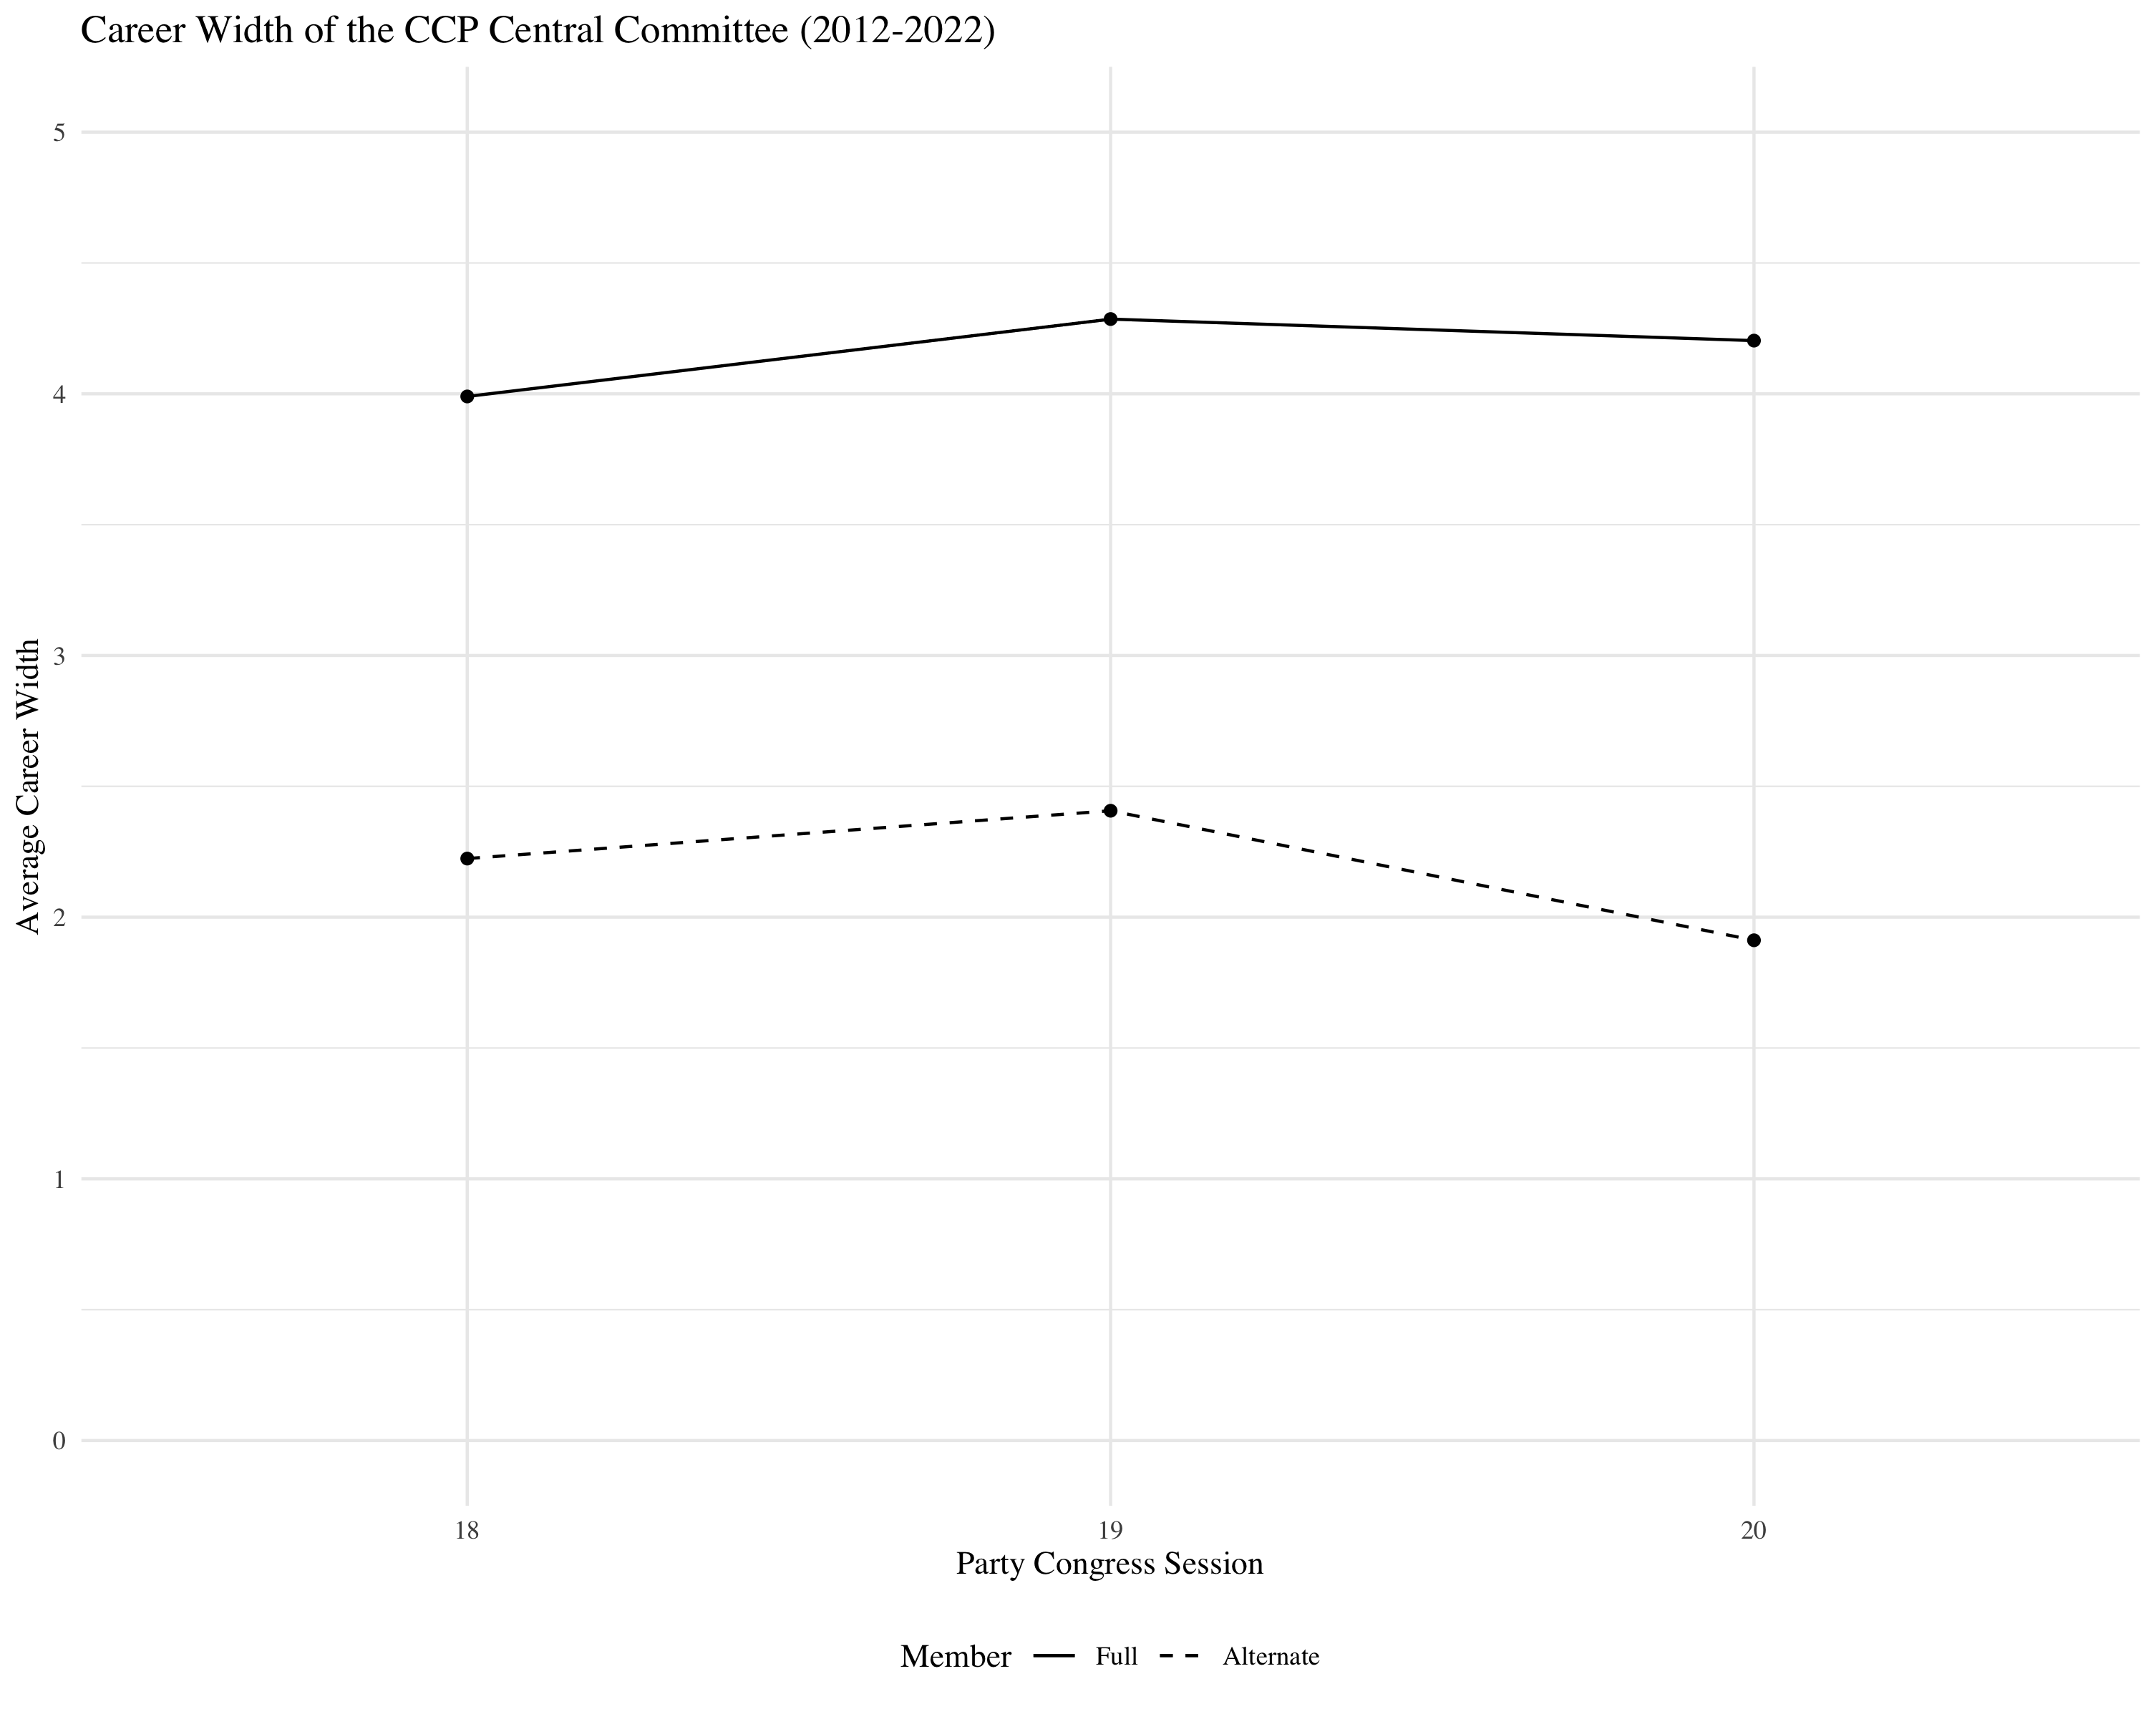 Career Width of the CCP Central Committee (2012-2022)
Average Career Width
5
4
3
2
1
0
18 19 20
Party Congress Session
Member Full Alternate